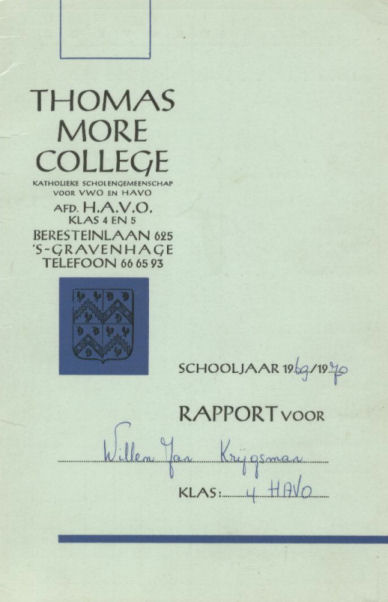 THOMAS
MORE
COLLEGE
KATHOLIEKE SCHOLENGEMEENSCHAP
VOOR VWO EN HAVO
AFD. H.A.V.O.
KLAS 4 EN 5
BERESTEINLAAN 625
'S-GRAVENHAGE
TELEFOON 66 65 93
SCHOOLJAAR 1969/1970
RAPPORT VOOR
Willem Jan Krijgsman
KLAS: 4 HAVO